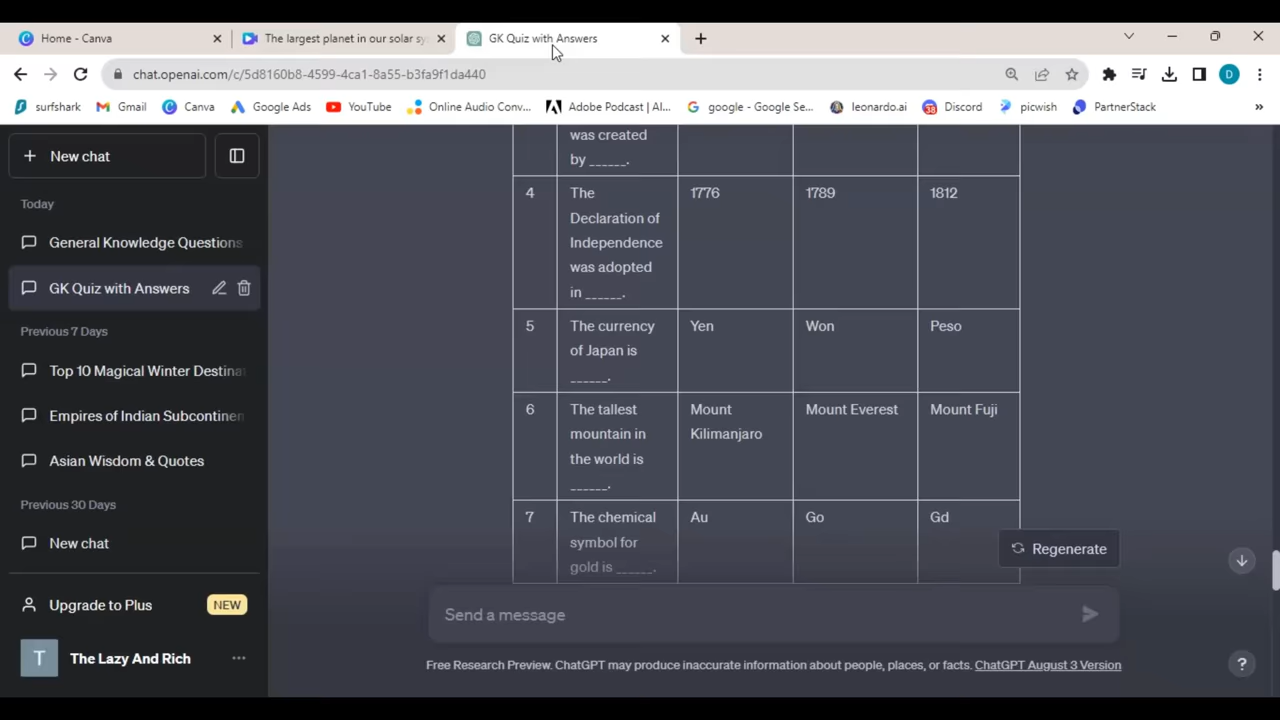 Home - Canva
The largest planet in our solar sy
GK Quiz with Answers
chat.openai.com/c/5d8160b8-4599-4ca1-8a55-b3fa9f1da440
D
surfshark
Gmail
Canva
Google Ads
YouTube
Online Audio Conv...
Adobe Podcast | Al...
google - Google Se...
leonardo.ai
38
Discord
picwish
PartnerStack
»
New chat
Today
General Knowledge Questions
GK Quiz with Answers
Previous 7 Days
Top 10 Magical Winter Destina
Empires of Indian Subcontinen
Asian Wisdom & Quotes
Previous 30 Days
New chat
Upgrade to Plus
NEW
T
The Lazy And Rich
was created
by ______.
4
The
Declaration of
Independence
was adopted
in ______.
1776
1789
1812
5
The currency
of Japan is
______.
Yen
Won
Peso
6
The tallest
mountain in
the world is
______.
Mount
Kilimanjaro
Mount Everest
Mount Fuji
7
The chemical
symbol for
gold is ______.
Au
Go
Gd
Regenerate
Send a message
Free Research Preview. ChatGPT may produce inaccurate information about people, places, or facts. ChatGPT August 3 Version
?